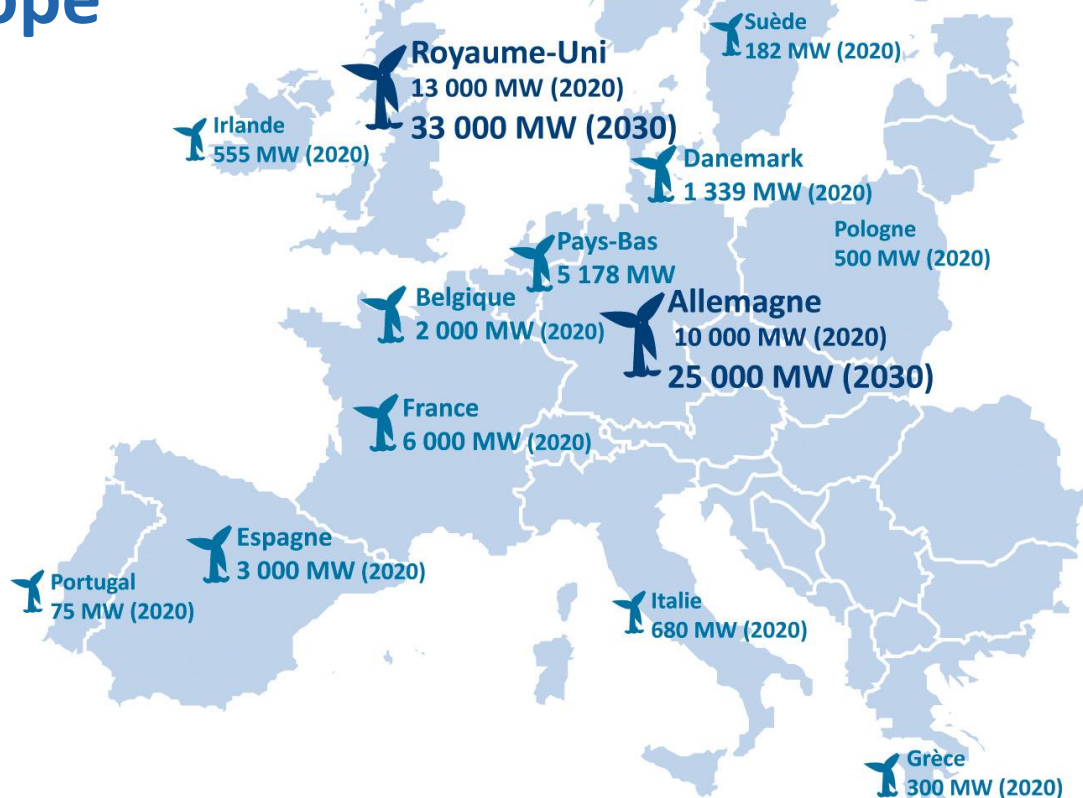 ope
Suède
182 MW (2020)
Royaume-Uni
13 000 MW (2020)
33 000 MW (2030)
Irlande
555 MW (2020)
Danemark
1 339 MW (2020)
Pologne
500 MW (2020)
Pays-Bas
5 178 MW
Belgique
2 000 MW (2020)
Allemagne
10 000 MW (2020)
25 000 MW (2030)
France
6 000 MW (2020)
Espagne
3 000 MW (2020)
Portugal
75 MW (2020)
Italie
680 MW (2020)
Grèce
300 MW (2020)